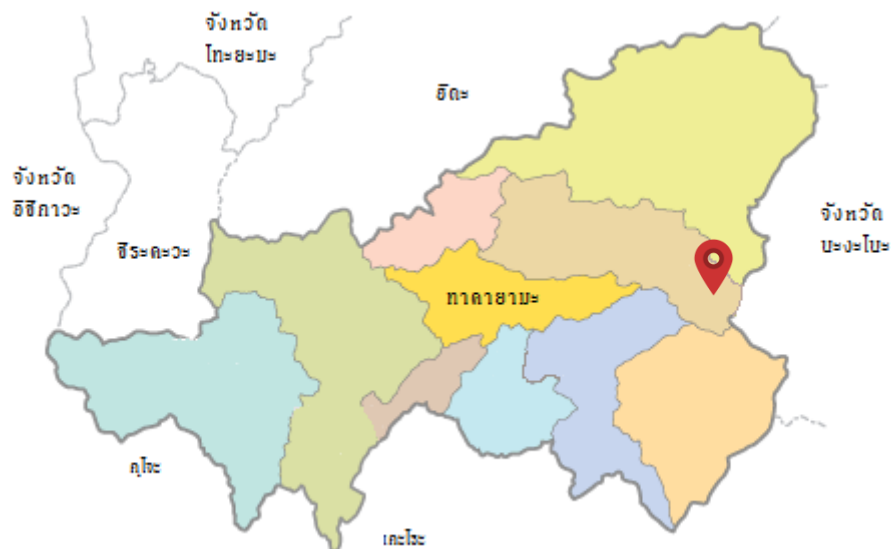 จังหวัด
โทะยะมะ
ฮิดะ
จังหวัด
อิชิกาวะ
จังหวัด
นะงะโนะ
ชิระคะวะ
ทาคายามะ
กุโจะ
เคะโระ